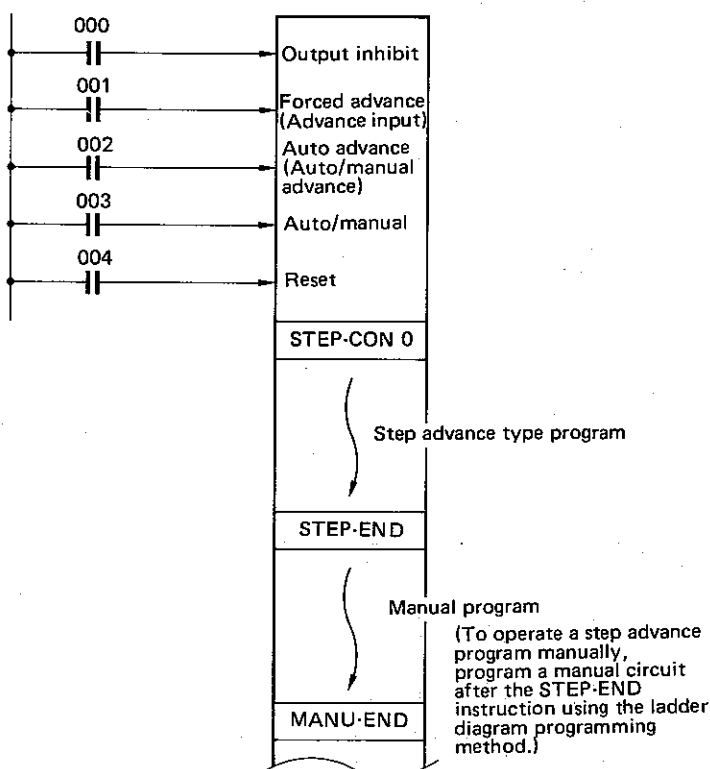 000
Output inhibit
001
Forced advance
(Advance input)
002
Auto advance
(Auto/manual
advance)
003
Auto/manual
004
Reset
STEP-CON 0
Step advance type program
STEP-END
Manual program
(To operate a step advance
program manually,
program a manual circuit
after the STEP-END
instruction using the ladder
diagram programming
method.)
MANU-END